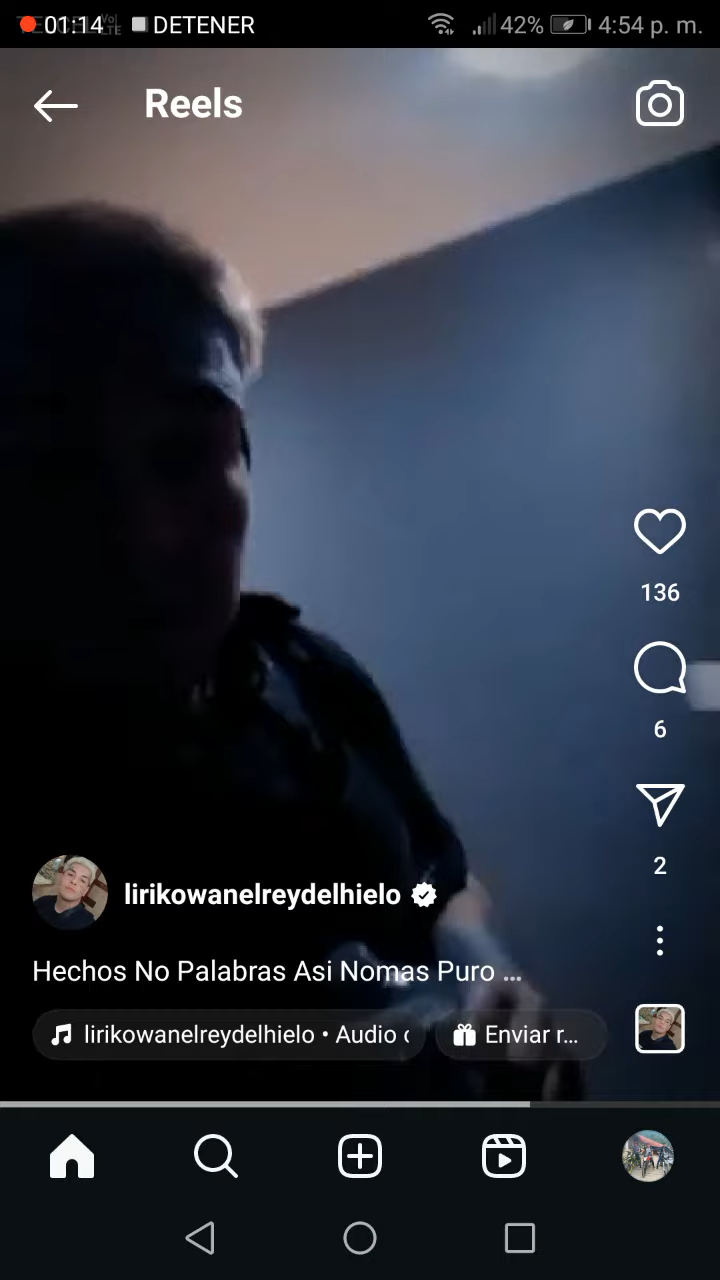 01:14 DETENER 42% 4:54 p. m.
Reels
136
6
2
lirikowanelreydelhielo
Hechos No Palabras Asi Nomas Puro ...
lirikowanelreydelhielo • Audio
Enviar r...